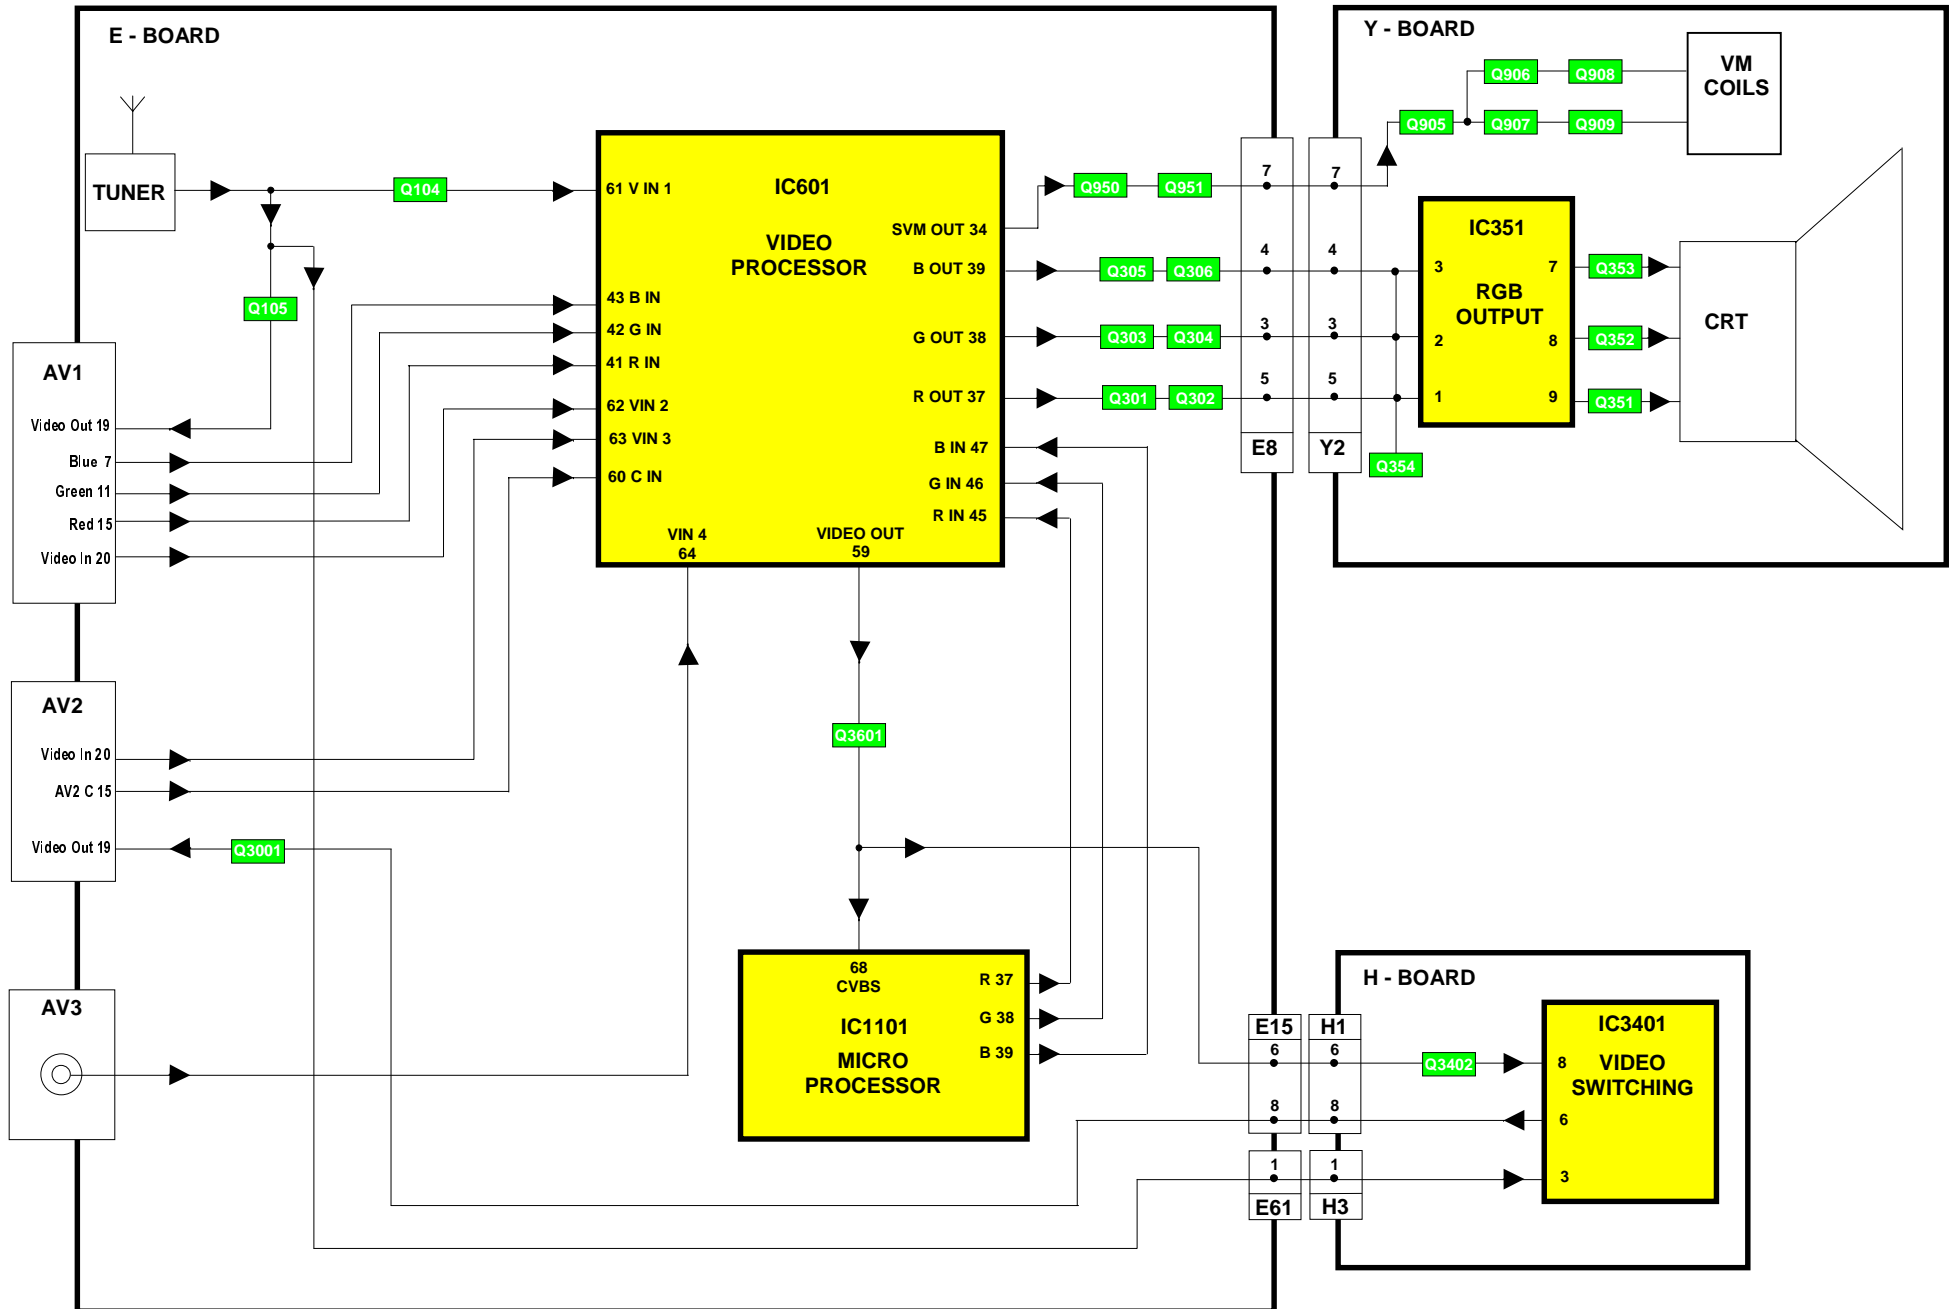 E - BOARD
TUNER
Q104
Q105
AV1
Video Out 19
Blue 7
Green 11
Red 15
Video In 20
AV2
Video In 20
AV2 C 15
Video Out 19
Q3001
AV3
61 V IN 1
43 B IN
42 G IN
41 R IN
62 VIN 2
63 VIN 3
60 C IN
IC601
VIDEO
PROCESSOR
SVM OUT 34
B OUT 39
G OUT 38
R OUT 37
B IN 47
G IN 46
R IN 45
VIN 4
64
VIDEO OUT
59
Q3601
68
CVBS
IC1101
MICRO
PROCESSOR
R 37
G 38
B 39
Q950
Q951
Q305
Q306
Q303
Q304
Q301
Q302
7
4
3
5
E8
7
4
3
5
Y2
Y - BOARD
Q905
Q906
Q908
Q907
Q909
VM
COILS
Q354
IC351
RGB
OUTPUT
3
2
1
7
8
9
Q353
Q352
Q351
CRT
E15
6
8
1
E61
H1
6
8
1
H3
H - BOARD
Q3402
IC3401
VIDEO
SWITCHING
8
6
3